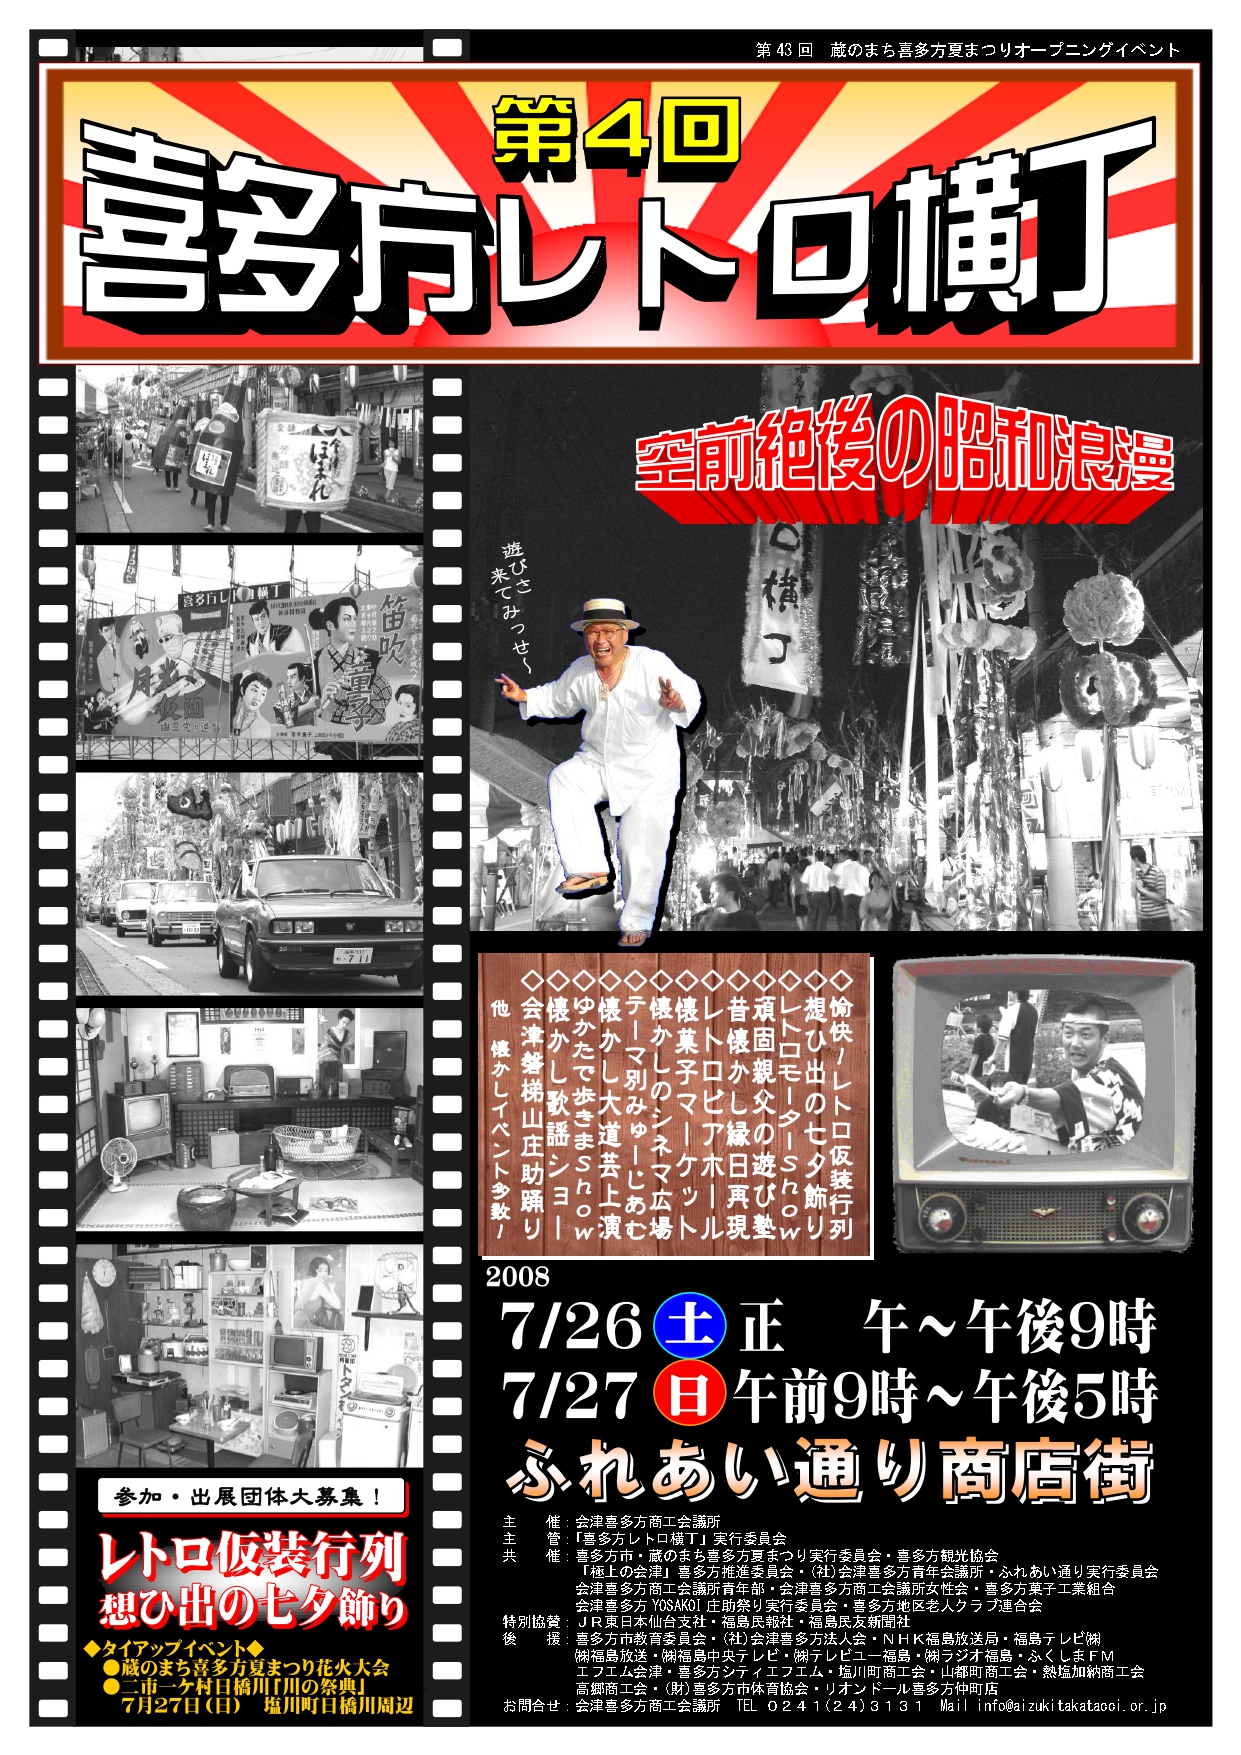 第43回　蔵のまち喜多方夏まつりオープニングイベント
第4回
喜多方レトロ横丁
空前絶後の昭和浪漫
遊びさ
来てみっせ～
ほまれ
ほまれ
喜多方レトロ横丁
笛吹
童子
ロ横丁
・711
◇愉快！レトロ仮装行列
◇想ひ出の七夕飾り
◇レトロモーターShow
◇頑固親父の遊び塾
◇昔懐かし縁日再現
◇レトロビアホール
◇懐菓子マーケット
◇懐かしのシネマ広場
◇テーマ別みゅーじあむ
◇懐かし大道芸上演
◇ゆかたで歩きまShow
◇懐かし歌謡ショー
◇会津磐梯山庄助踊り
他　懐かしイベント多数！
2008
7/26 土 正　午～午後9時
7/27 日 午前9時～午後5時
ふれあい通り商店街
参加・出展団体大募集！
レトロ仮装行列
想ひ出の七夕飾り
◆タイアップイベント◆
●蔵のまち喜多方夏まつり花火大会
●二市一ケ村日橋川「川の祭典」
7月27日（日）　塩川町日橋川周辺
主　　催：会津喜多方商工会議所
主　　管：「喜多方レトロ横丁」実行委員会
共　　催：喜多方市・蔵のまち喜多方夏まつり実行委員会・喜多方観光協会
「極上の会津」喜多方推進委員会・（社）会津喜多方青年会議所・ふれあい通り実行委員会
会津喜多方商工会議所青年部・会津喜多方商工会議所女性会・喜多方菓子工業組合
会津喜多方YOSAKOI庄助祭り実行委員会・喜多方地区老人クラブ連合会
特別協賛：ＪＲ東日本仙台支社・福島民報社・福島民友新聞社
後　　援：喜多方市教育委員会・（社）会津喜多方法人会・ＮＨＫ福島放送局・福島テレビ㈱
㈱福島放送・㈱福島中央テレビ・㈱テレビユー福島・㈱ラジオ福島・ふくしまＦＭ
エフエム会津・喜多方シティエフエム・塩川町商工会・山都町商工会・熱塩加納商工会
高郷商工会・（財）喜多方市体育協会・リオンドール喜多方仲町店
お問合せ：会津喜多方商工会議所　TEL ０２４１（２４）３１３１　Mail info@aizukitakatacci.or.jp